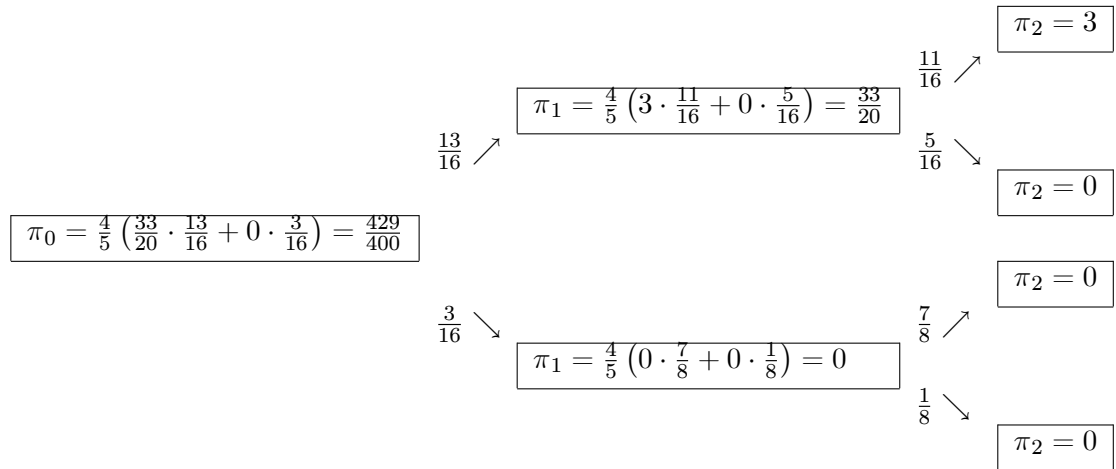 π₂ = 3
11/16 ↗
π₁ = 4/5 (3 · 11/16 + 0 · 5/16) = 33/20
13/16 ↗
5/16 ↘
π₂ = 0
π₀ = 4/5 (33/20 · 13/16 + 0 · 3/16) = 429/400
π₂ = 0
3/16 ↘
7/8 ↗
π₁ = 4/5 (0 · 7/8 + 0 · 1/8) = 0
1/8 ↘
π₂ = 0